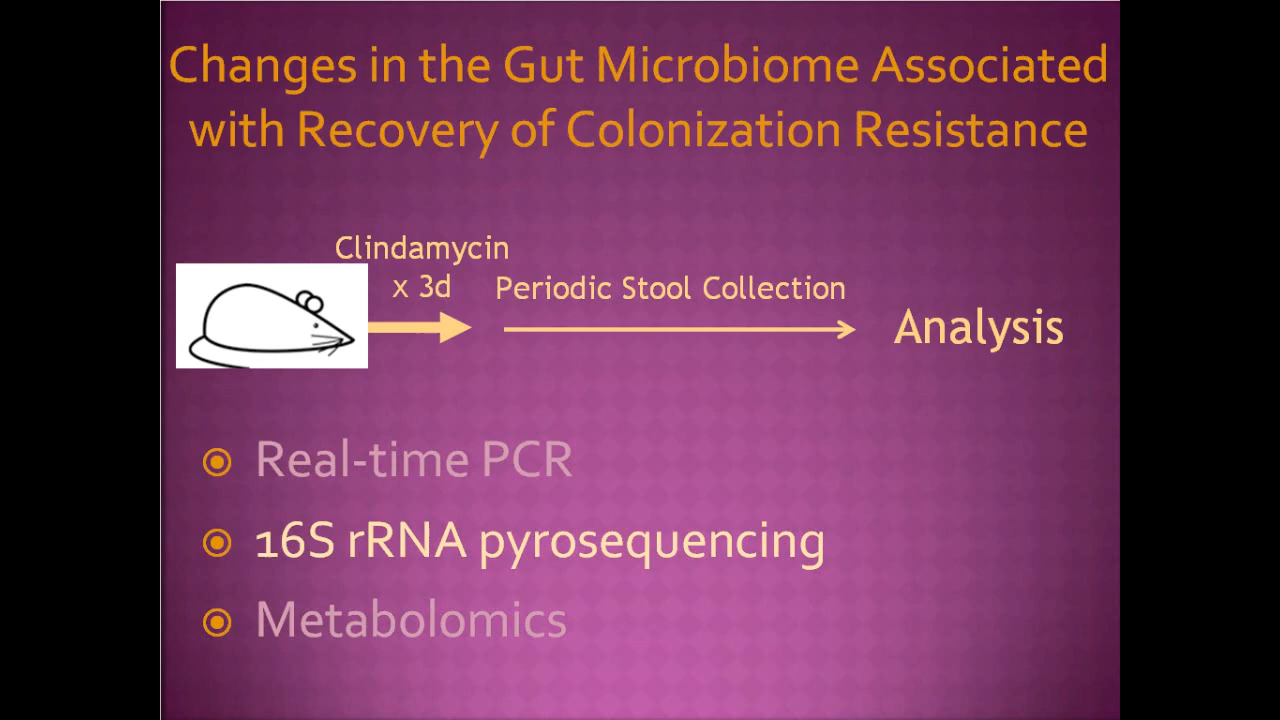 Changes in the Gut Microbiome Associated
with Recovery of Colonization Resistance
Clindamycin
x 3d
Periodic Stool Collection
Analysis
Real-time PCR
16S rRNA pyrosequencing
Metabolomics